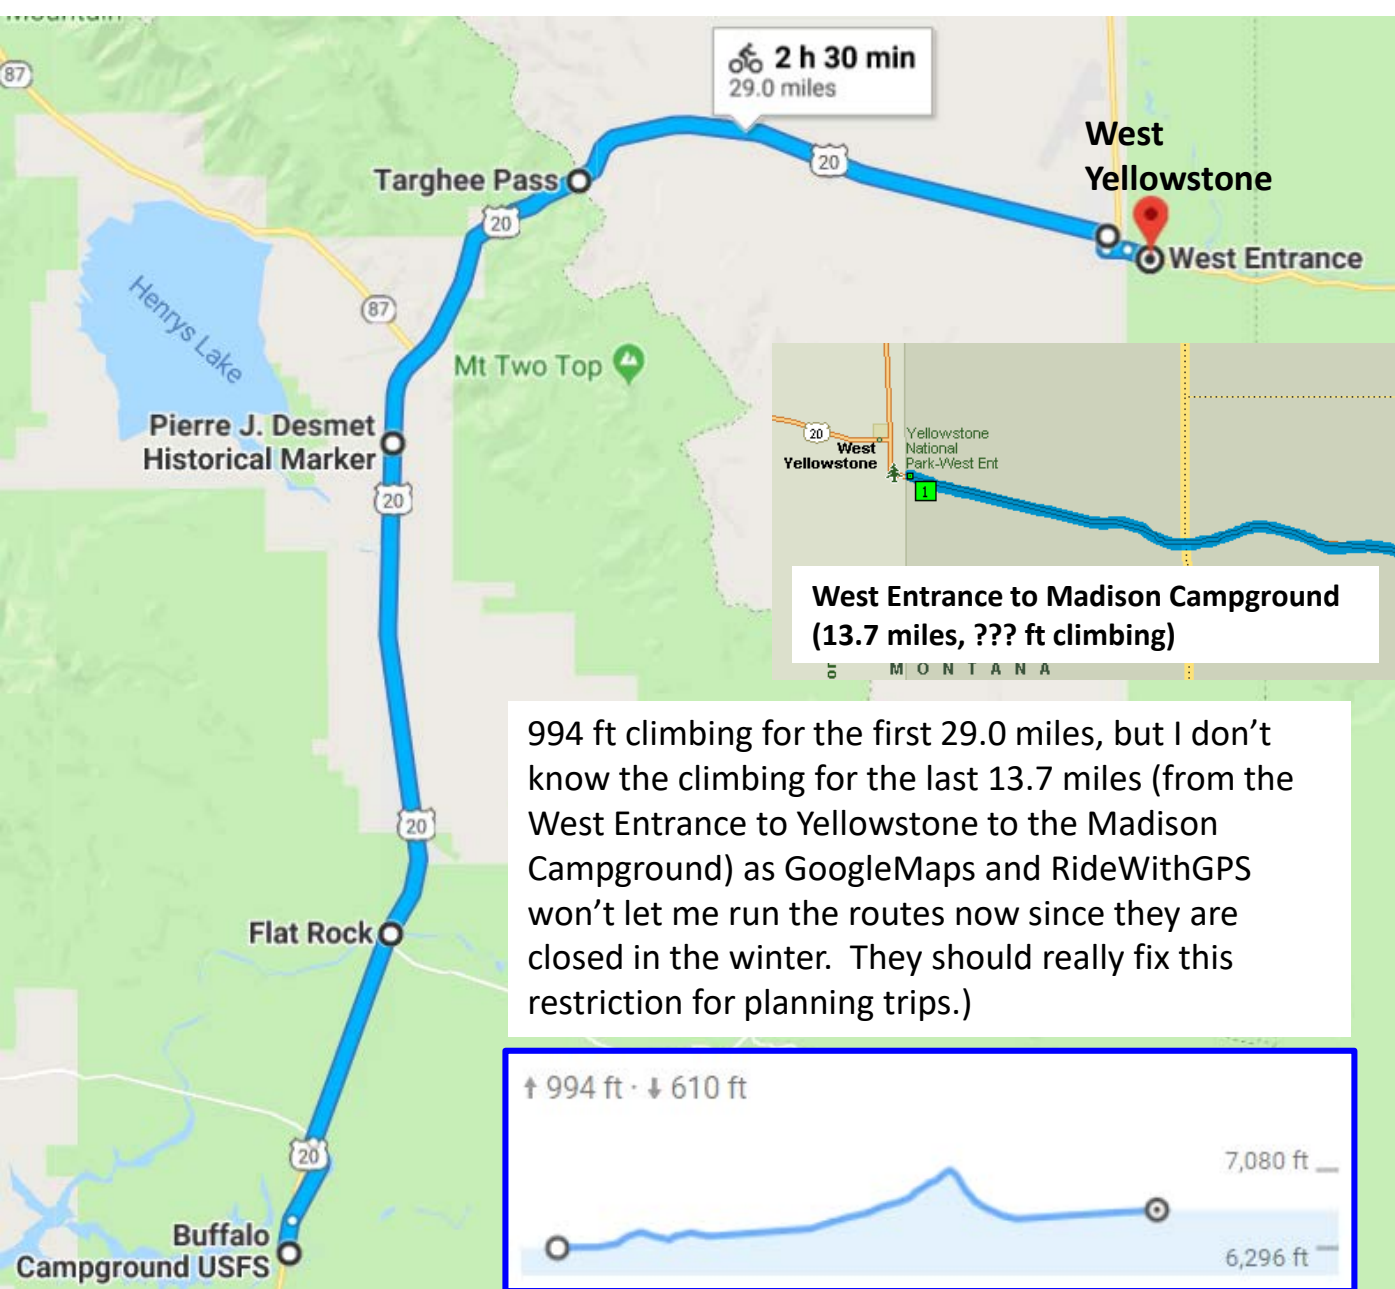 Mountain
87
2 h 30 min
29.0 miles
West
Yellowstone
20
Targhee Pass
20
West Entrance
Henrys Lake
87
Mt Two Top
Pierre J. Desmet
Historical Marker
20
20
West
Yellowstone
Yellowstone
National
Park-West Ent
1
West Entrance to Madison Campground
(13.7 miles, ??? ft climbing)
MONTANA
994 ft climbing for the first 29.0 miles, but I don’t
know the climbing for the last 13.7 miles (from the
West Entrance to Yellowstone to the Madison
Campground) as GoogleMaps and RideWithGPS
won’t let me run the routes now since they are
closed in the winter.  They should really fix this
restriction for planning trips.)
20
Flat Rock
↑ 994 ft · ↓ 610 ft
7,080 ft
6,296 ft
20
Buffalo
Campground USFS